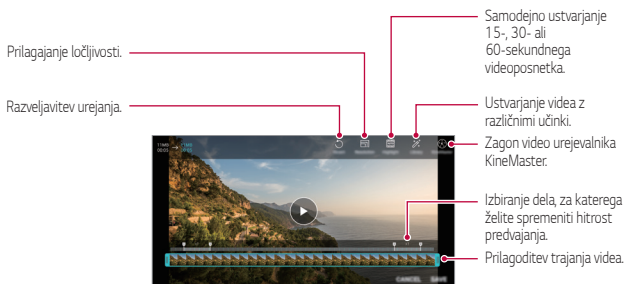 Prilagajanje ločljivosti.
Razveljavitev urejanja.
Samodejno ustvarjanje
15-, 30- ali
60-sekundnega
videoposnetka.
Ustvarjanje videa z
različnimi učinki.
Zagon video urejevalnika
KineMaster.
Izbiranje dela, za katerega
želite spremeniti hitrost
predvajanja.
Prilagoditev trajanja videa.
CANCEL SAVE